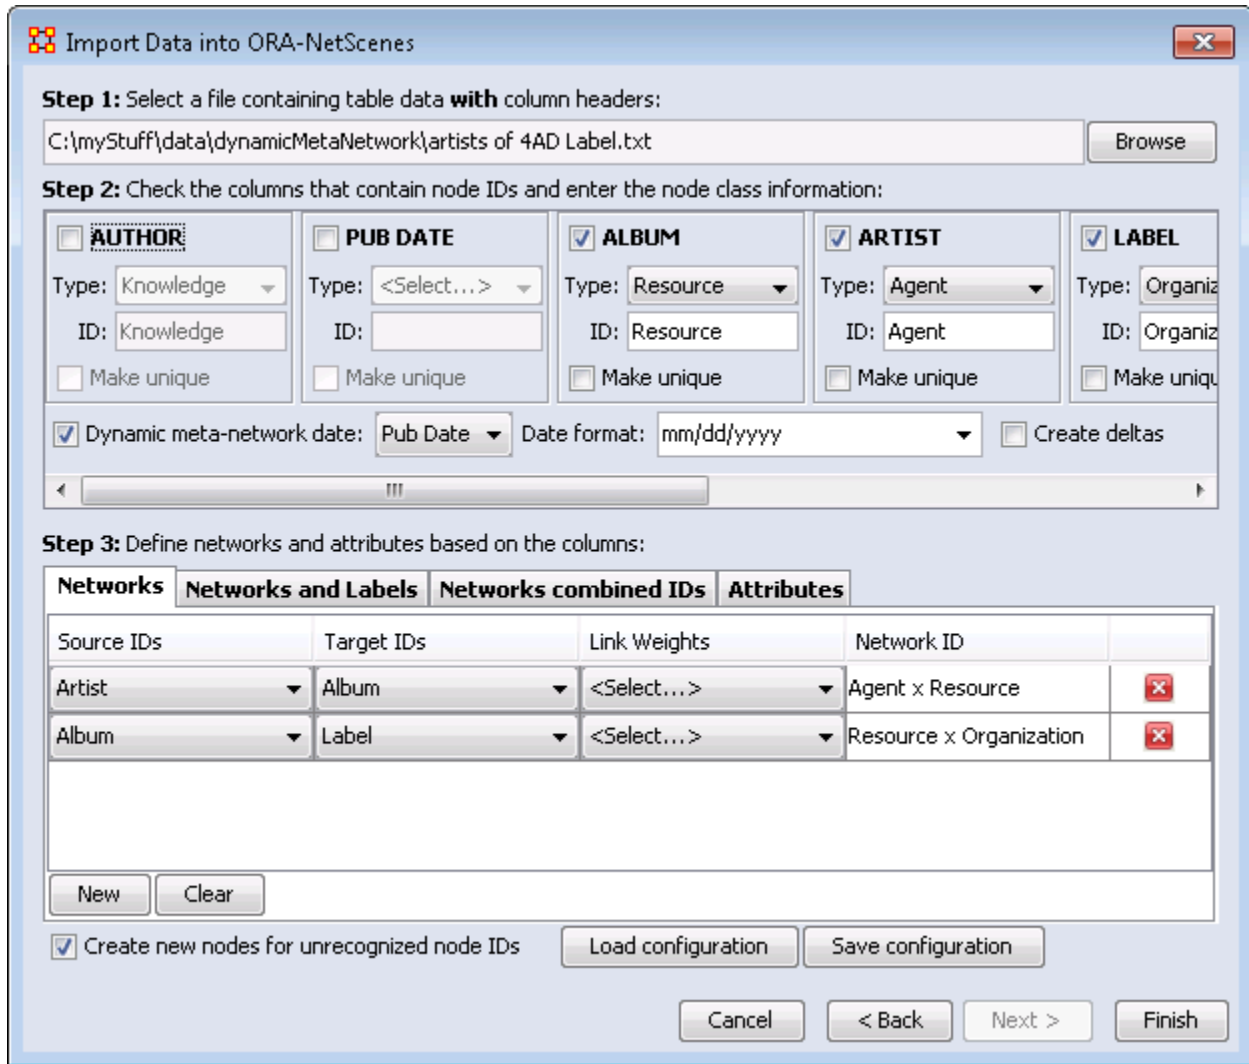 Import Data into ORA-NetScenes
Step 1: Select a file containing table data with column headers:
C:\myStuff\data\dynamicMetaNetwork\artists of 4AD Label.txt Browse
Step 2: Check the columns that contain node IDs and enter the node class information:
AUTHOR PUB DATE ALBUM ARTIST LABEL
Type: Knowledge Type: <Select...> Type: Resource Type: Agent Type: Organiz
ID: Knowledge ID: ID: Resource ID: Agent ID: Organiz
Make unique Make unique Make unique Make unique Make uniqu
Dynamic meta-network date: Pub Date Date format: mm/dd/yyyy Create deltas
Step 3: Define networks and attributes based on the columns:
Networks Networks and Labels Networks combined IDs Attributes
Source IDs Target IDs Link Weights Network ID
Artist Album <Select...> Agent x Resource
Album Label <Select...> Resource x Organization
New Clear
Create new nodes for unrecognized node IDs Load configuration Save configuration
Cancel < Back Next > Finish